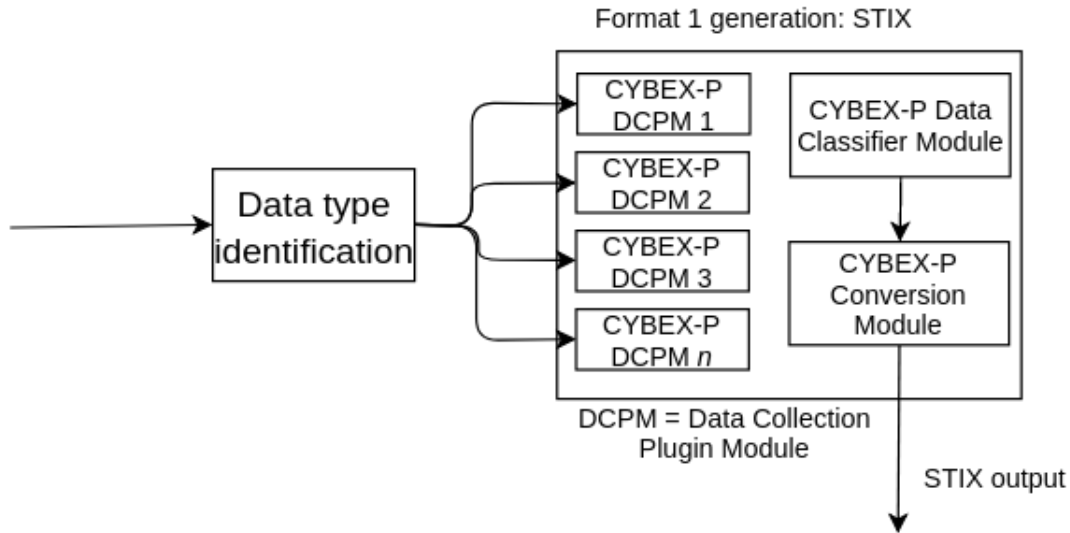 Format 1 generation: STIX
Data type
identification
CYBEX-P
DCPM 1
CYBEX-P
DCPM 2
CYBEX-P
DCPM 3
CYBEX-P
DCPM n
CYBEX-P Data
Classifier Module
CYBEX-P
Conversion
Module
DCPM = Data Collection
Plugin Module
STIX output